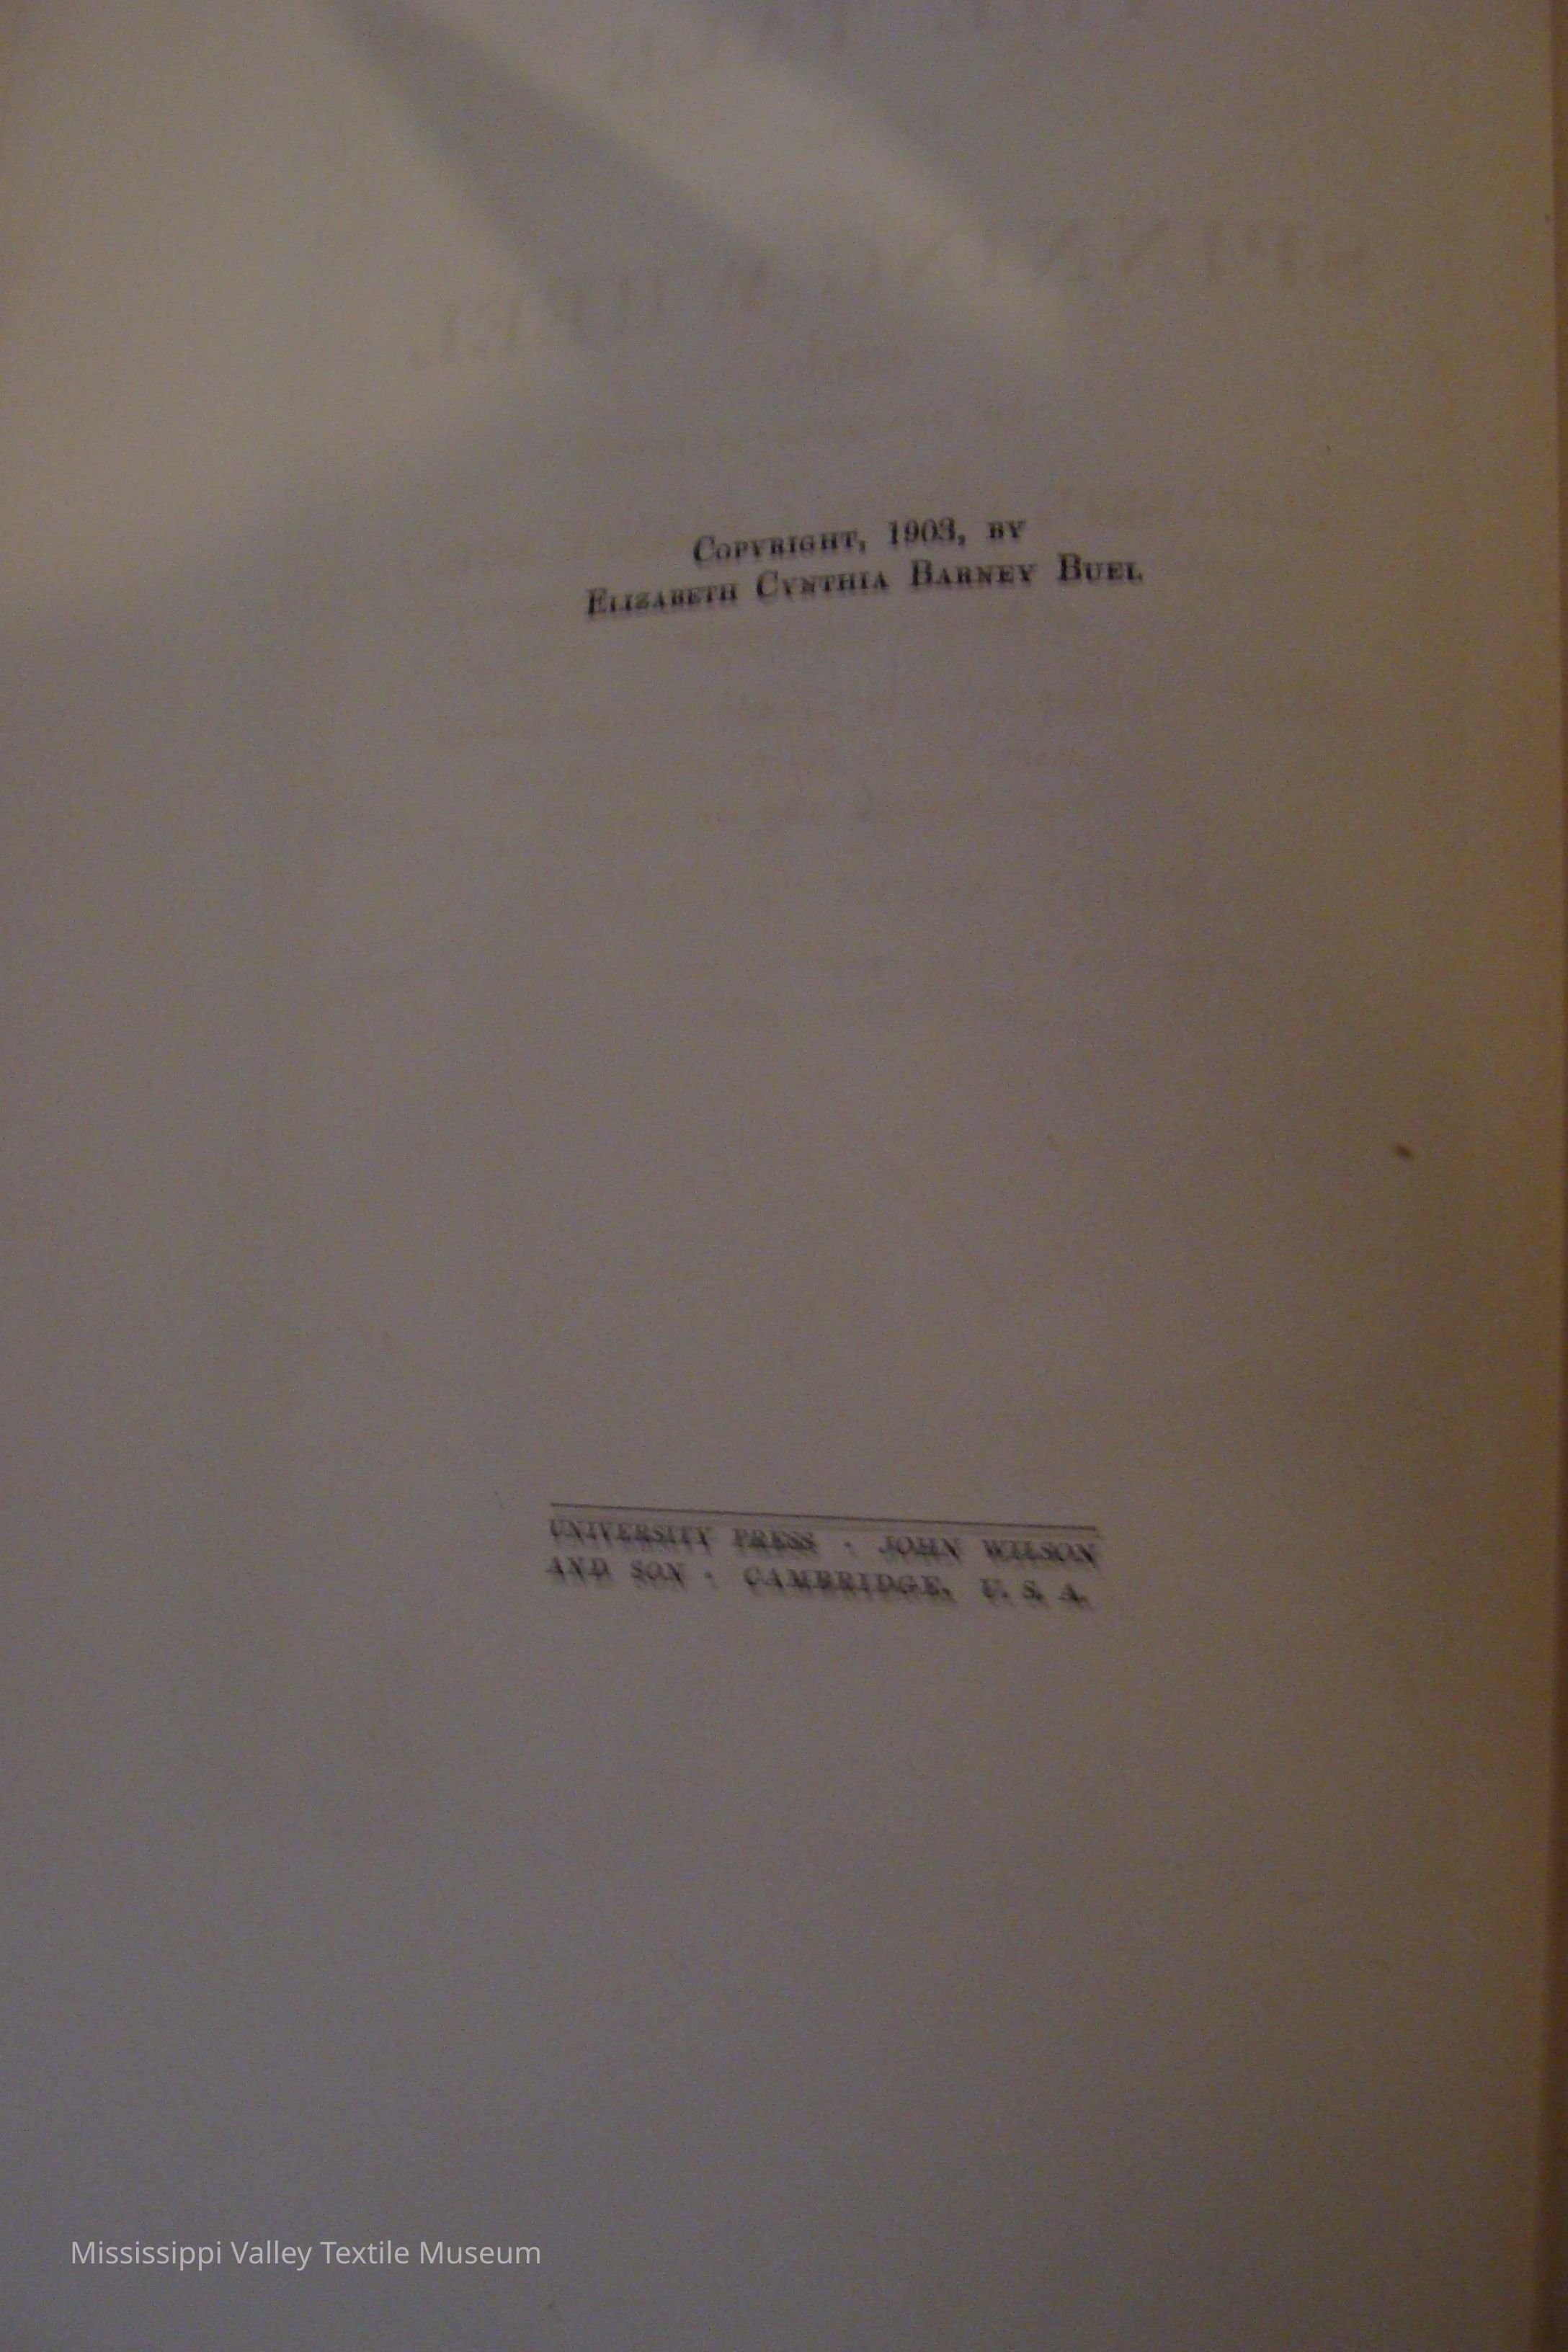 Copyright, 1903, by
Elizabeth Cynthia Barney Buel
UNIVERSITY PRESS · JOHN WILSON
AND SON · CAMBRIDGE, U. S. A.
Mississippi Valley Textile Museum